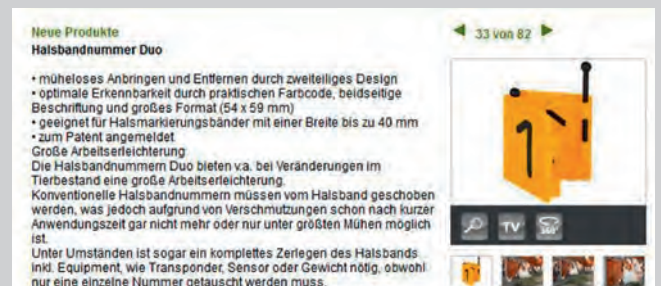 Neue Produkte
Halsbandnummer Duo
33 von 82
• müheloses Anbringen und Entfernen durch zweiteiliges Design
• optimale Erkennbarkeit durch praktischen Farbcode, beidseitige
Beschriftung und großes Format (54 x 59 mm)
• geeignet für Halsmarkierungsbänder mit einer Breite bis zu 40 mm
• zum Patent angemeldet
Große Arbeitserleichterung
Die Halsbandnummern Duo bieten v.a. bei Veränderungen im
Tierbestand eine große Arbeitserleichterung.
Konventionelle Halsbandnummern müssen vom Halsband geschoben
werden, was jedoch aufgrund von Verschmutzungen schon nach kurzer
Anwendungszeit gar nicht mehr oder nur unter größten Mühen möglich
ist.
Unter Umständen ist sogar ein komplettes Zerlegen des Halsbands
inkl. Equipment, wie Transponder, Sensor oder Gewicht nötig, obwohl
nur eine einzelne Nummer getauscht werden muss.
1
TV
360°